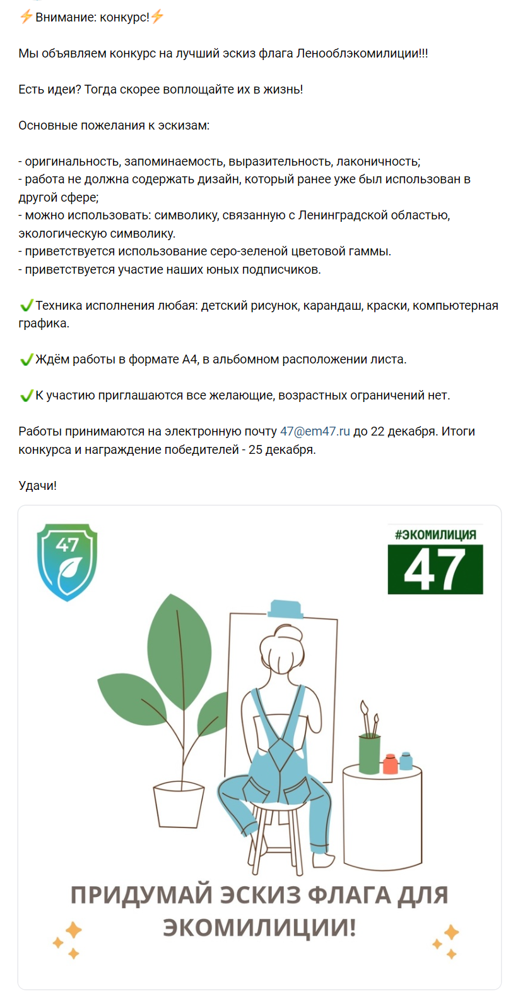 ⚡Внимание: конкурс!⚡
Мы объявляем конкурс на лучший эскиз флага Ленооблэкомилиции!!!
Есть идеи? Тогда скорее воплощайте их в жизнь!
Основные пожелания к эскизам:
- оригинальность, запоминаемость, выразительность, лаконичность;
- работа не должна содержать дизайн, который ранее уже был использован в
другой сфере;
- можно использовать: символику, связанную с Ленинградской областью,
экологическую символику.
- приветствуется использование серо-зеленой цветовой гаммы.
- приветствуется участие наших юных подписчиков.
✔Техника исполнения любая: детский рисунок, карандаш, краски, компьютерная
графика.
✔Ждём работы в формате А4, в альбомном расположении листа.
✔К участию приглашаются все желающие, возрастных ограничений нет.
Работы принимаются на электронную почту 47@em47.ru до 22 декабря. Итоги
конкурса и награждение победителей - 25 декабря.
Удачи!
47
#ЭКОМИЛИЦИЯ
47
ПРИДУМАЙ ЭСКИЗ ФЛАГА ДЛЯ
ЭКОМИЛИЦИИ!